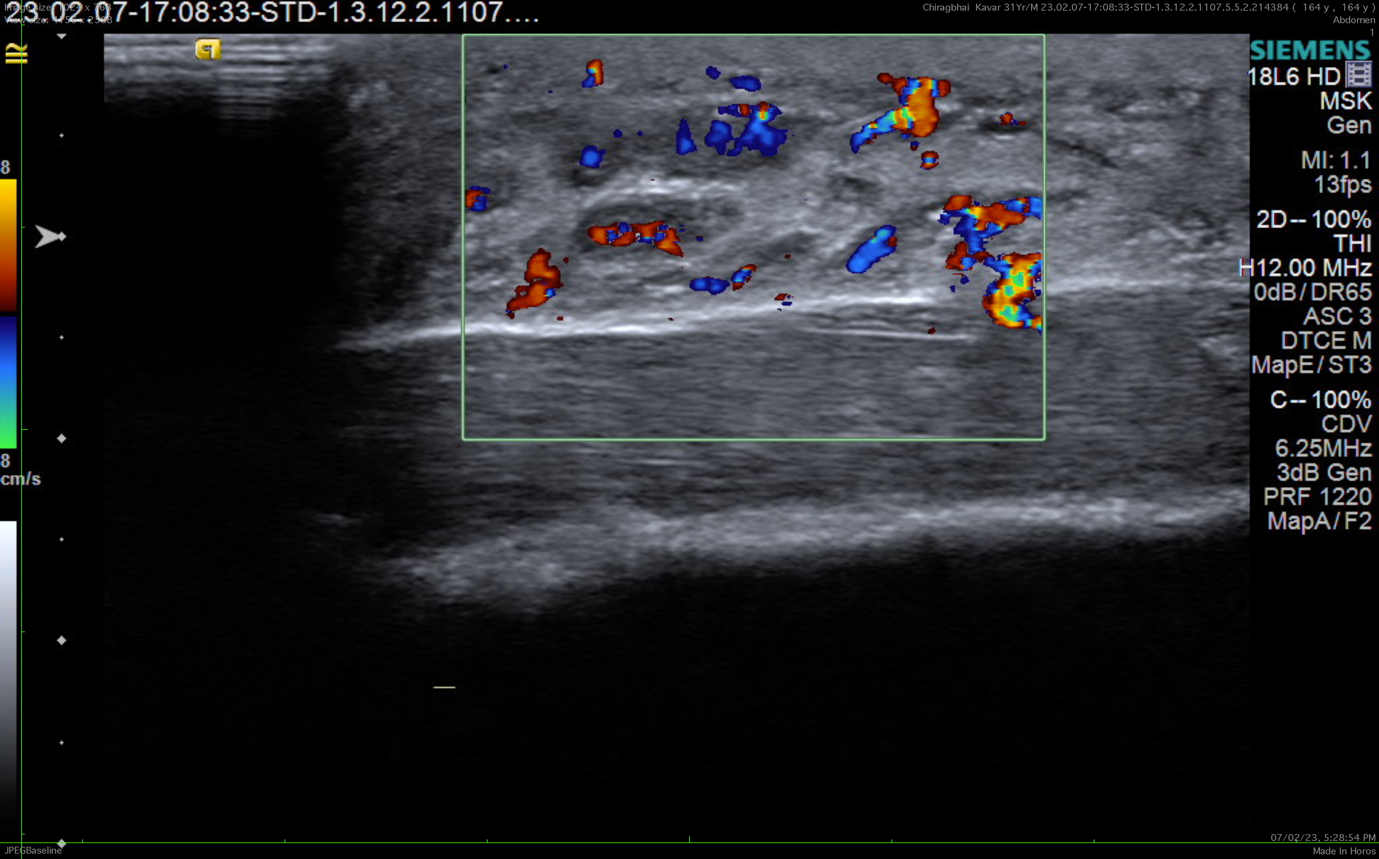 07-17:08:33-STD-1.3.12.2.1107....
Chiragbhai Kavar 31Yr/M 23.02.07-17:08:33-STD-1.3.12.2.1107.5.5.2.214384 ( 164 y , 164 y )
Abdomen
1
SIEMENS
18L6 HD
MSK
Gen
MI: 1.1
13fps
2D -- 100%
THI
H12.00 MHz
0dB / DR65
ASC 3
DTCE M
MapE / ST3
C -- 100%
CDV
6.25MHz
3dB Gen
PRF 1220
MapA / F2
8
8
cm/s
07/02/23, 5:28:54 PM
JPEGBaseline
Made In Horos